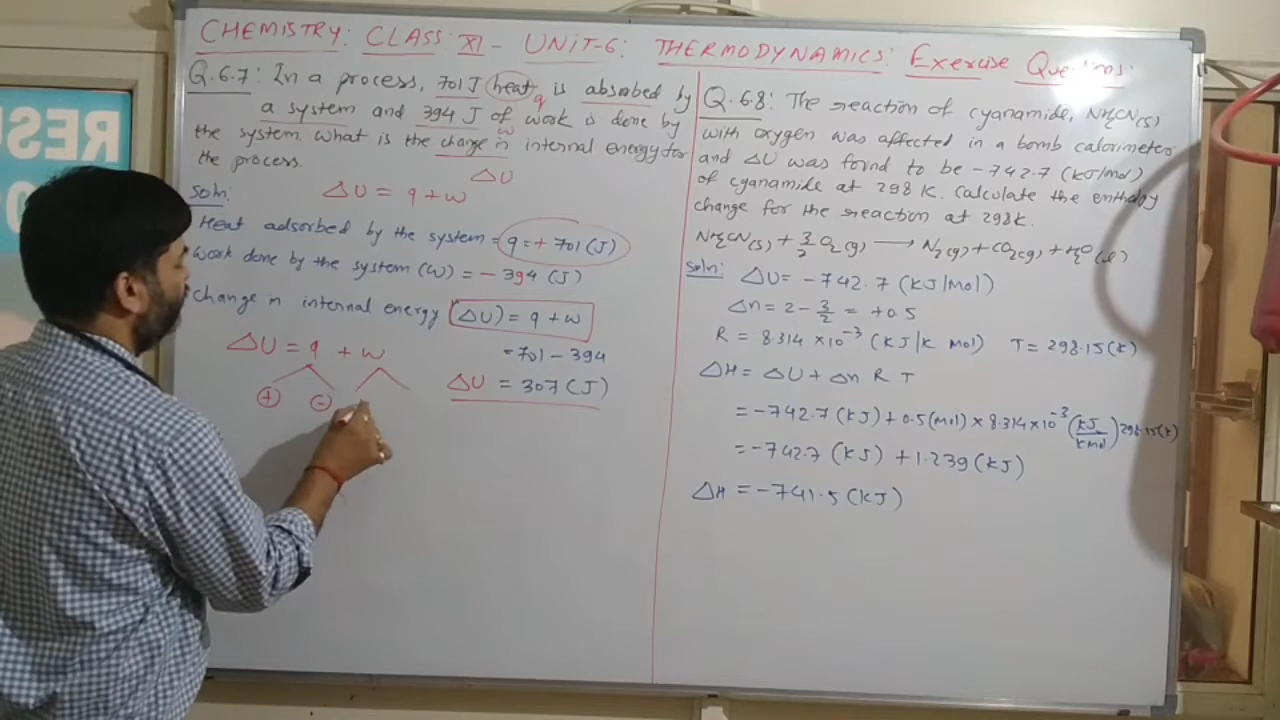 CHEMISTRY: CLASS XI - UNIT-6: THERMODYNAMICS: Exercise Questions:
Q.6.7: In a process, 701 J heat is absorbed by
q
a system and 394 J of work is done by
w
the system. What is the change in internal energy for
the process.
ΔU
soln:
ΔU = q + w
Heat adsorbed by the system = q = + 701 (J)
Work done by the system (W) = - 394 (J)
change in internal energy (ΔU) = q + w
= 701 - 394
ΔU = 307 (J)
ΔU = q + w
+ -
Q.6.8: The reaction of cyanamide, NH2CN(s)
with oxygen was affected in a bomb calorimeter
and ΔU was found to be -742.7 (KJ/mol)
of cyanamide at 298 K. Calculate the enthalpy
change for the reaction at 298K.
NH2CN(s) + 3/2 O2(g) → N2(g) + CO2(g) + H2O(l)
soln:
ΔU = -742.7 (KJ/Mol)
Δn = 2 - 3/2 = +0.5
R = 8.314 × 10^-3 (KJ/K Mol) T = 298.15 (K)
ΔH = ΔU + Δn R T
= -742.7 (KJ) + 0.5 (Mol) × 8.314 × 10^-3 (KJ/KMol) 298.15 (K)
= -742.7 (KJ) + 1.239 (KJ)
ΔH = -741.5 (KJ)
RESU